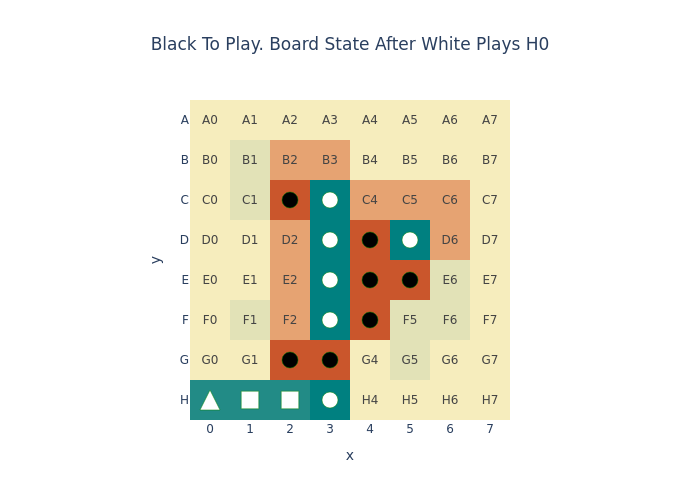 Black To Play. Board State After White Plays H0
A A0 A1 A2 A3 A4 A5 A6 A7
B B0 B1 B2 B3 B4 B5 B6 B7
C C0 C1 C4 C5 C6 C7
D D0 D1 D2 D6 D7
E E0 E1 E2 E6 E7
F F0 F1 F2 F5 F6 F7
G G0 G1 G4 G5 G6 G7
H H4 H5 H6 H7
0 1 2 3 4 5 6 7
x
y